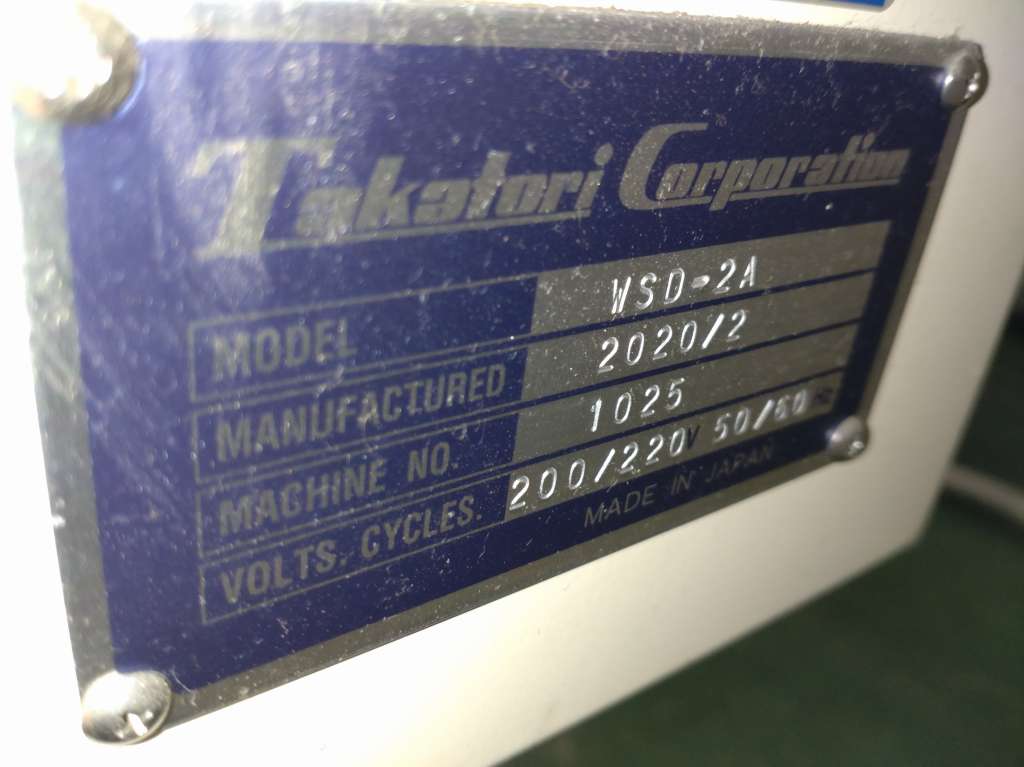 Takatori Corporation
MODEL WSD-2A
MANUFACTURED 2020/2
MACHINE NO. 1025
VOLTS. CYCLES. 200/220V 50/60Hz
MADE IN JAPAN